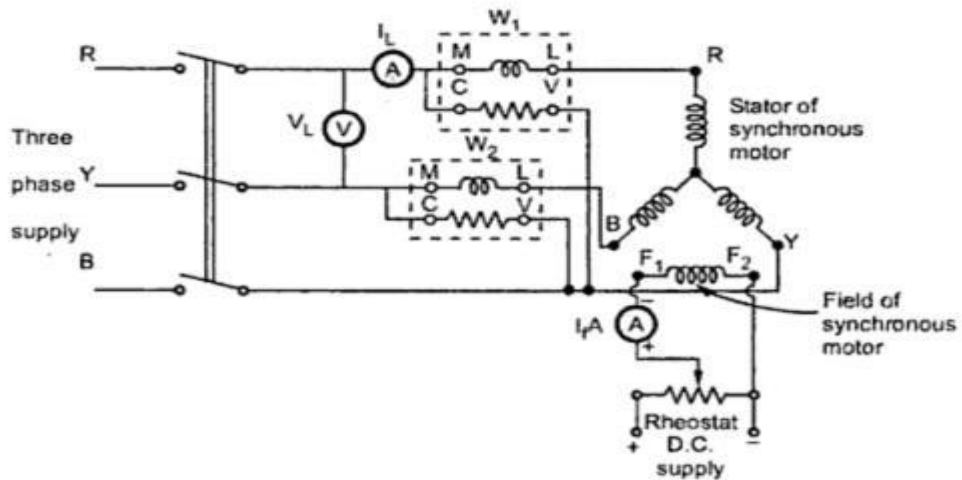 W1
IL
R
M L
R
A
C V
Stator of
synchronous
motor
VL
V
Three
W2
phase Y
M L
C V
B
Y
supply
B
F1 F2
−
IfA
A
+
Field of
synchronous
motor
Rheostat
+ −
D.C.
supply